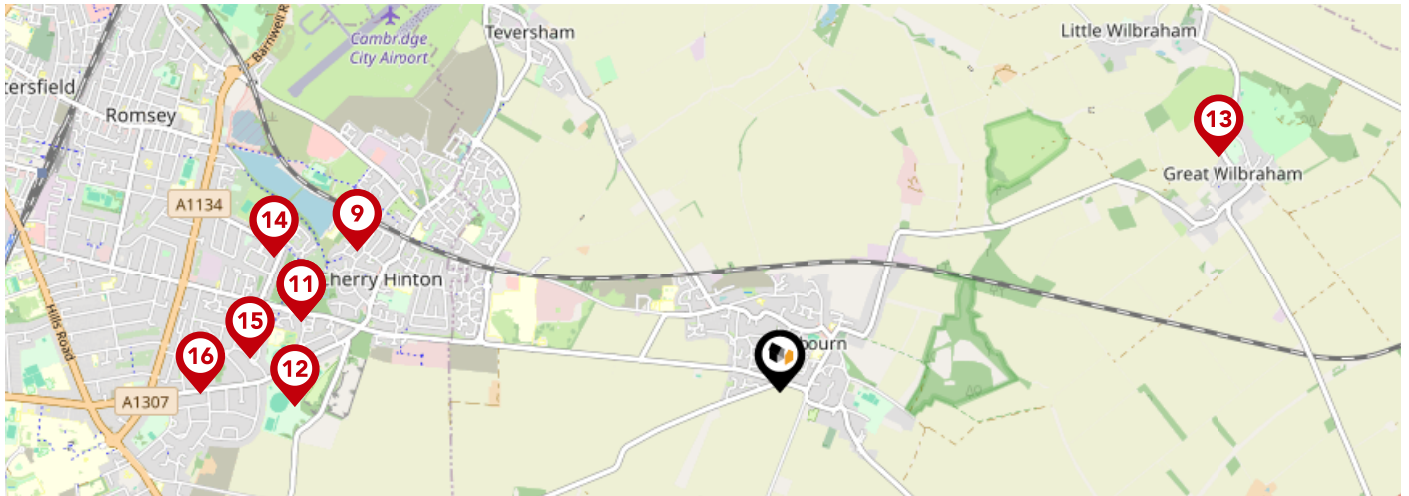 Barnwell R
Cambridge
City Airport
Teversham
Little Wilbraham
tersfield
Romsey
13
Great Wilbraham
A1134
14
9
11
Cherry Hinton
15
Hills Road
16
12
bourn
A1307